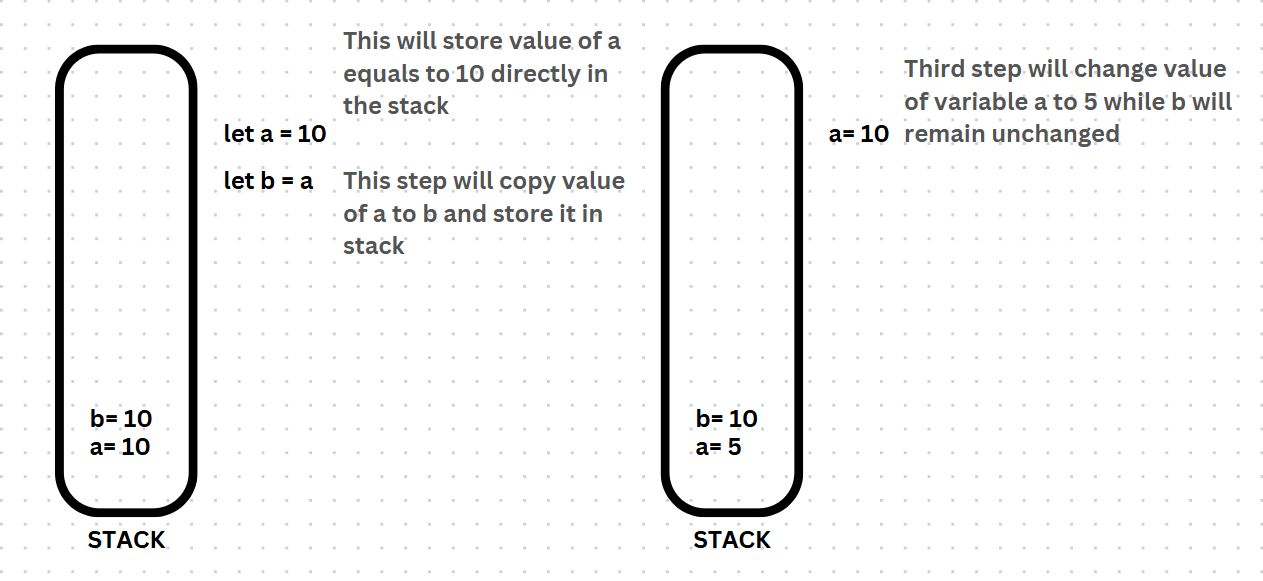 This will store value of a
equals to 10 directly in
the stack
let a = 10
let b = a
This step will copy value
of a to b and store it in
stack
b= 10
a= 10
STACK
Third step will change value
of variable a to 5 while b will
remain unchanged
a= 10
b= 10
a= 5
STACK